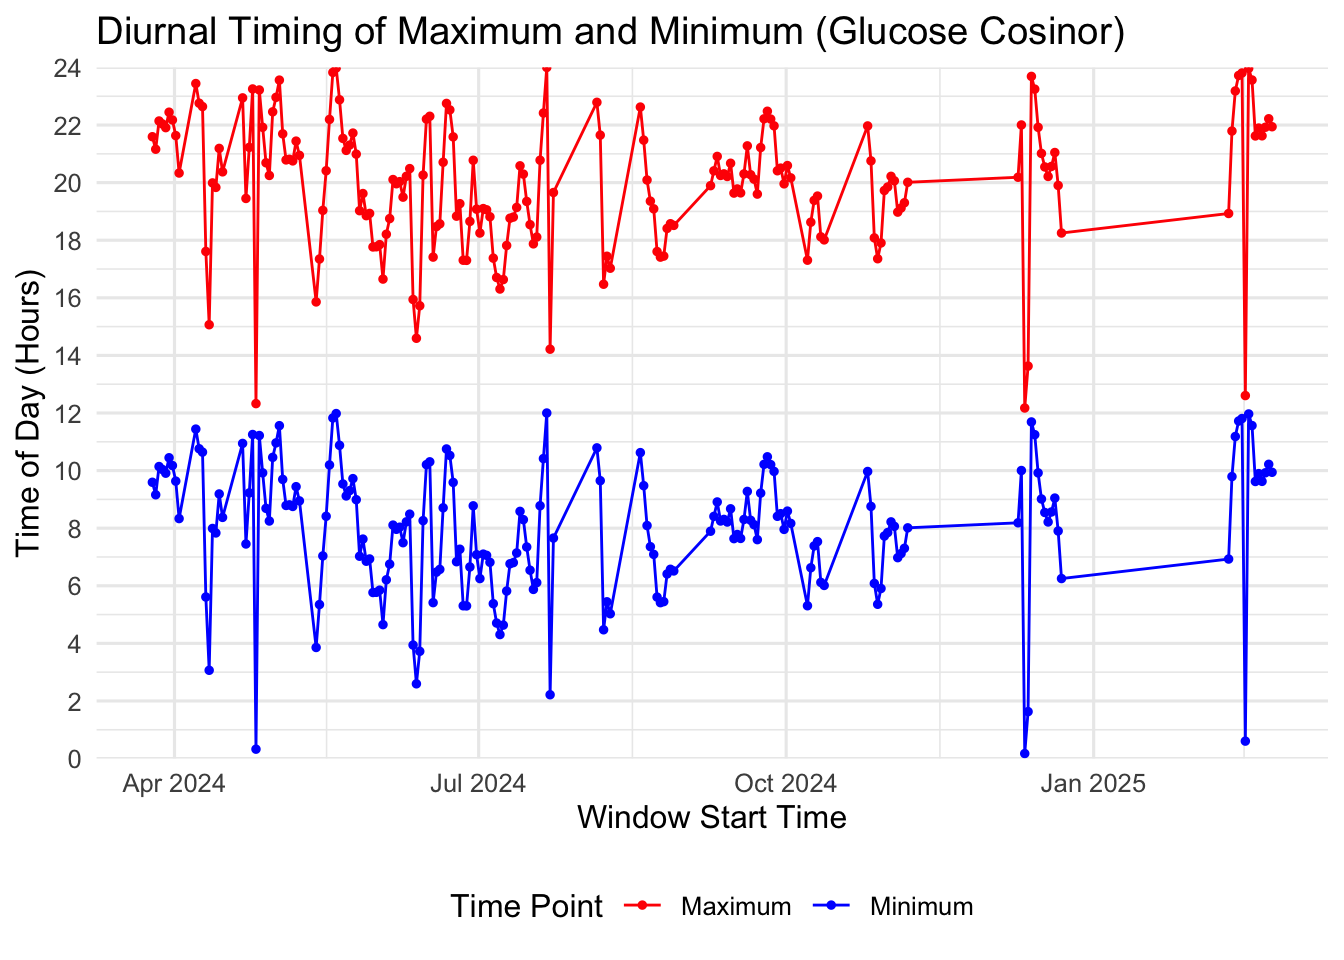 Diurnal Timing of Maximum and Minimum (Glucose Cosinor)
Time of Day (Hours)
24
22
20
18
16
14
12
10
8
6
4
2
0
Apr 2024 Jul 2024 Oct 2024 Jan 2025
Window Start Time
Time Point Maximum Minimum